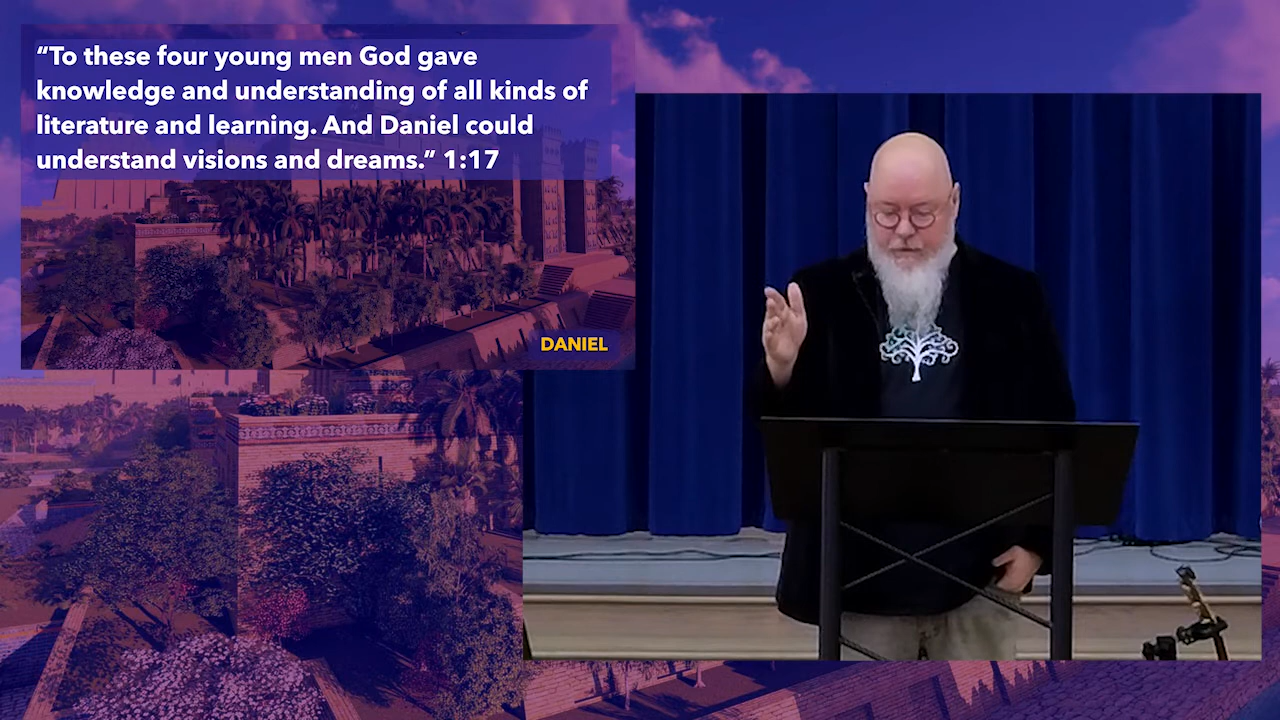 “To these four young men God gave
knowledge and understanding of all kinds of
literature and learning. And Daniel could
understand visions and dreams.” 1:17
DANIEL